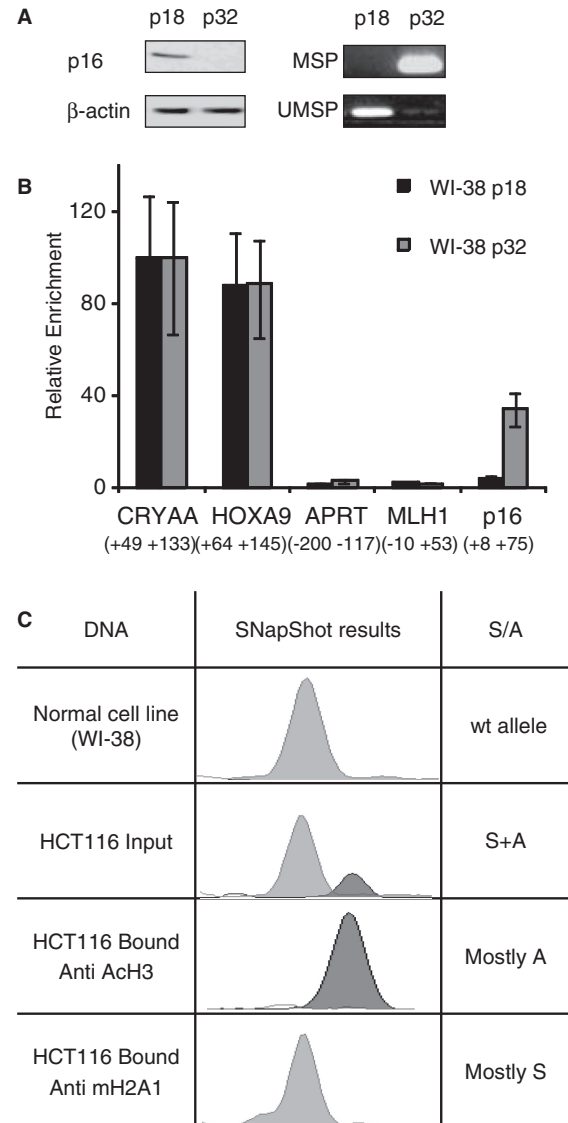 A
p18 p32
p16
β-actin
p18 p32
MSP
UMSP
B
WI-38 p18
WI-38 p32
Relative Enrichment
120
80
40
0
CRYAA HOXA9 APRT MLH1 p16
(+49 +133)(+64 +145)(-200 -117)(-10 +53) (+8 +75)
C
DNA SNapShot results S/A
Normal cell line
(WI-38)
wt allele
HCT116 Input
S+A
HCT116 Bound
Anti AcH3
Mostly A
HCT116 Bound
Anti mH2A1
Mostly S